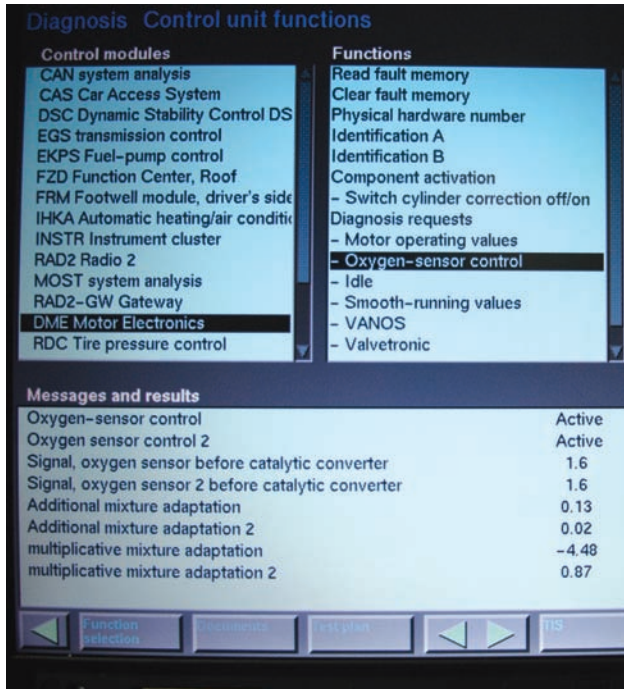 Diagnosis Control unit functions
Control modules
CAN system analysis
CAS Car Access System
DSC Dynamic Stability Control DS
EGS transmission control
EKPS Fuel-pump control
FZD Function Center, Roof
FRM Footwell module, driver's side
IHKA Automatic heating/air conditi
INSTR Instrument cluster
RAD2 Radio 2
MOST system analysis
RAD2-GW Gateway
DME Motor Electronics
RDC Tire pressure control
Functions
Read fault memory
Clear fault memory
Physical hardware number
Identification A
Identification B
Component activation
- Switch cylinder correction off/on
Diagnosis requests
- Motor operating values
- Oxygen-sensor control
- Idle
- Smooth-running values
- VANOS
- Valvetronic
Messages and results
Oxygen-sensor control Active
Oxygen sensor control 2 Active
Signal, oxygen sensor before catalytic converter 1.6
Signal, oxygen sensor 2 before catalytic converter 1.6
Additional mixture adaptation 0.13
Additional mixture adaptation 2 0.02
multiplicative mixture adaptation -4.48
multiplicative mixture adaptation 2 0.87
Function selection
Documents
Test plan
TIS